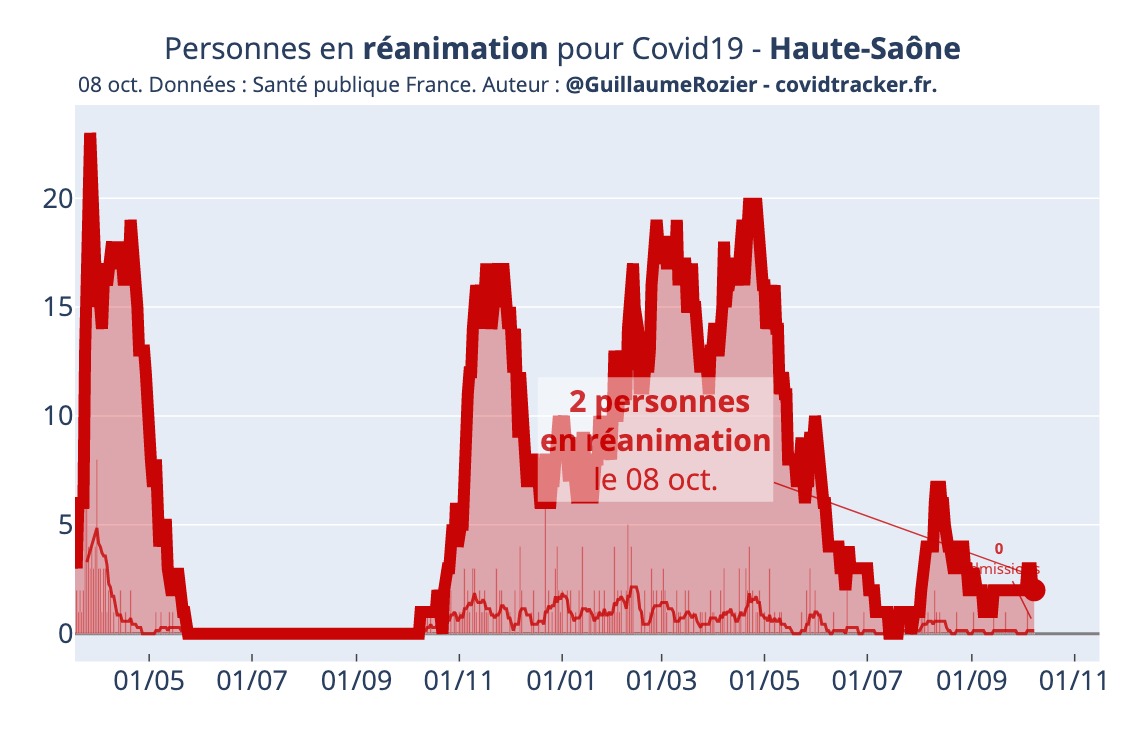 Personnes en réanimation pour Covid19 - Haute-Saône
08 oct. Données : Santé publique France. Auteur : @GuillaumeRozier - covidtracker.fr.
20
15
10
5
0
2 personnes
en réanimation
le 08 oct.
0
admissions
01/05 01/07 01/09 01/11 01/01 01/03 01/05 01/07 01/09 01/11